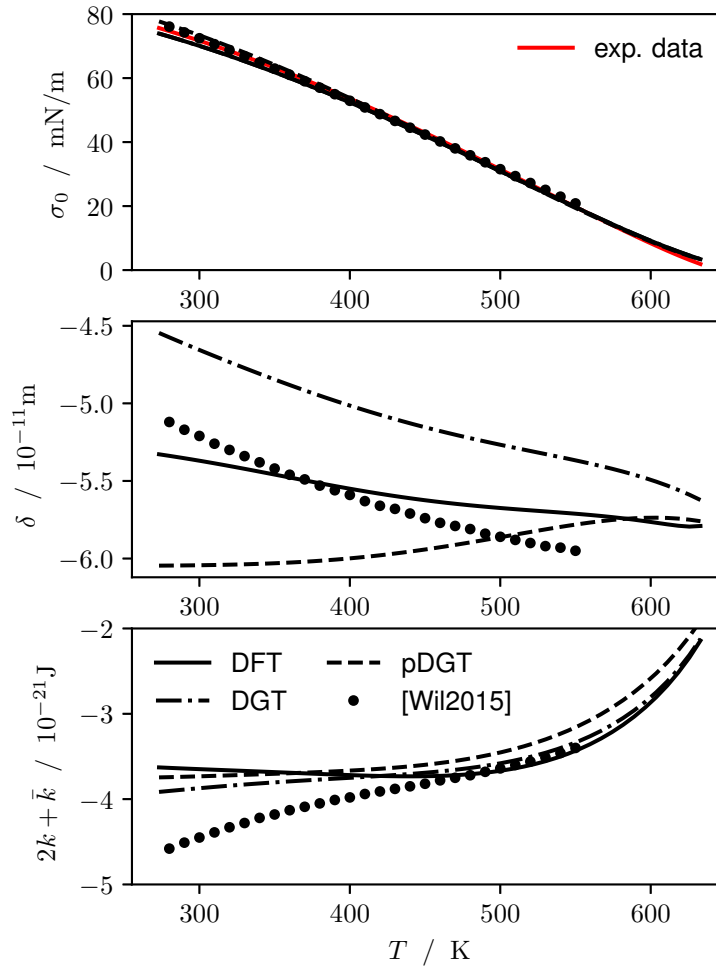 80
60
40
20
0
σ₀ / mN/m
exp. data
300 400 500 600
−4.5
−5.0
−5.5
−6.0
δ / 10⁻¹¹m
300 400 500 600
−2
−3
−4
−5
2k + k̄ / 10⁻²¹J
DFT pDGT
DGT [Wil2015]
300 400 500 600
T / K